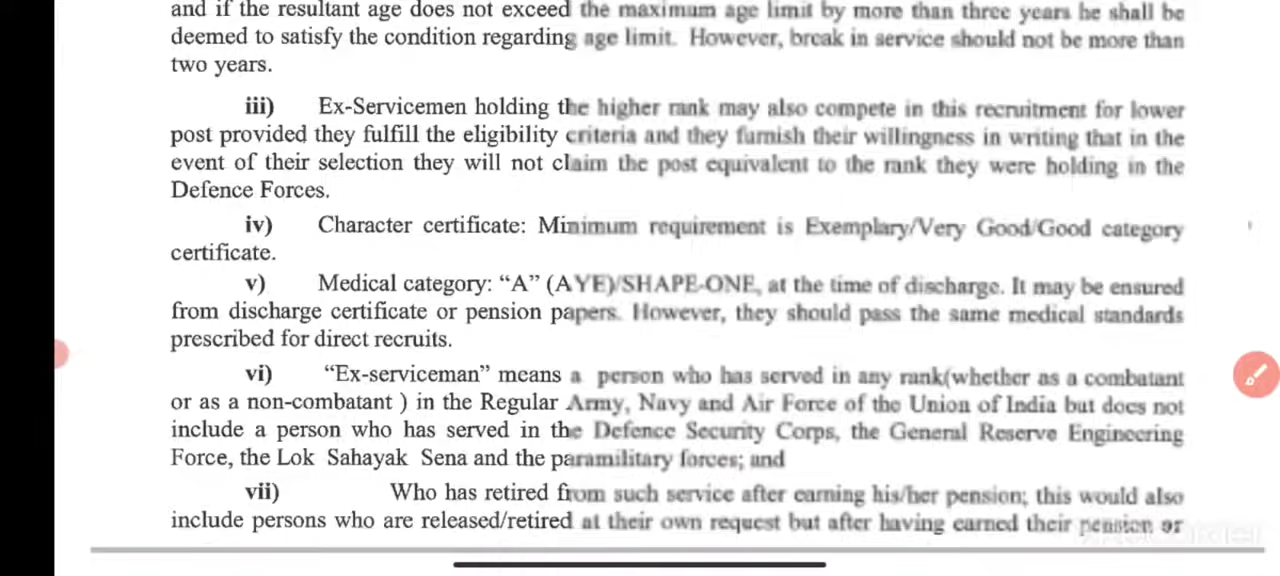 and if the resultant age does not exceed the maximum age limit by more than three years he shall be
deemed to satisfy the condition regarding age limit. However, break in service should not be more than
two years.
iii) Ex-Servicemen holding the higher rank may also compete in this recruitment for lower
post provided they fulfill the eligibility criteria and they furnish their willingness in writing that in the
event of their selection they will not claim the post equivalent to the rank they were holding in the
Defence Forces.
iv) Character certificate: Minimum requirement is Exemplary/Very Good/Good category
certificate.
v) Medical category: “A” (AYE)/SHAPE-ONE, at the time of discharge. It may be ensured
from discharge certificate or pension papers. However, they should pass the same medical standards
prescribed for direct recruits.
vi) “Ex-serviceman” means a person who has served in any rank(whether as a combatant
or as a non-combatant ) in the Regular Army, Navy and Air Force of the Union of India but does not
include a person who has served in the Defence Security Corps, the General Reserve Engineering
Force, the Lok Sahayak Sena and the paramilitary forces; and
vii) Who has retired from such service after earning his/her pension; this would also
include persons who are released/retired at their own request but after having earned their pension or